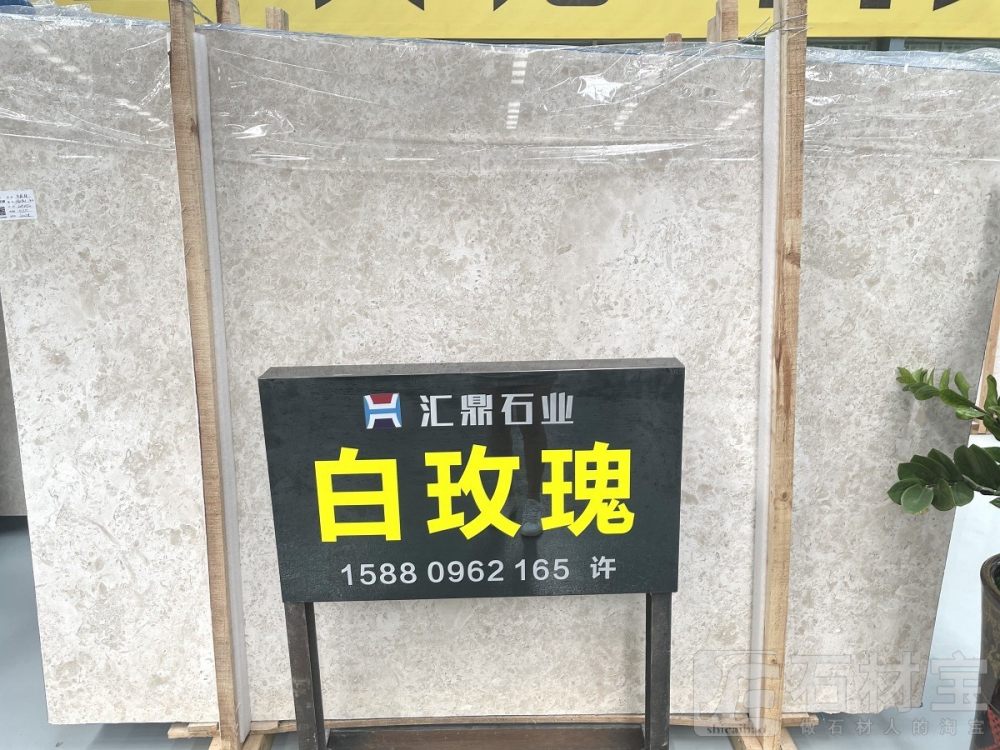 汇鼎石业
白玫瑰
1588 0962 165 许
石材宝
shicaibao
做石材人的淘宝